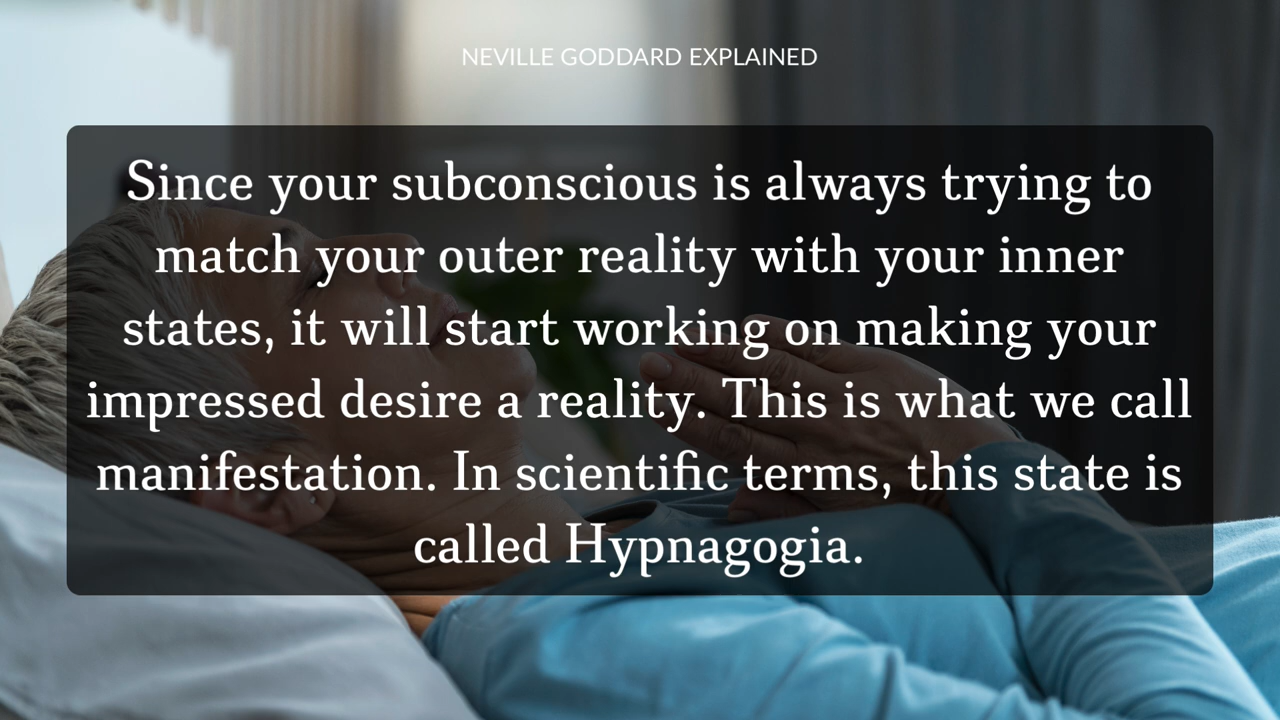 NEVILLE GODDARD EXPLAINED
Since your subconscious is always trying to
match your outer reality with your inner
states, it will start working on making your
impressed desire a reality. This is what we call
manifestation. In scientific terms, this state is
called Hypnagogia.